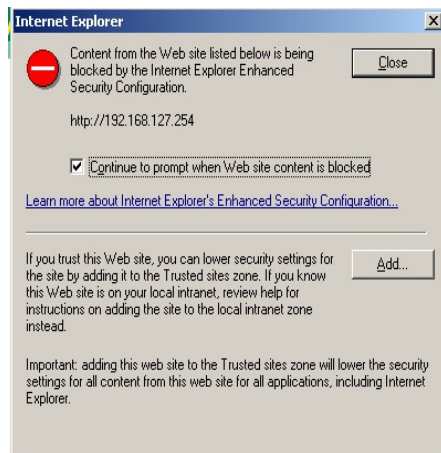 Internet Explorer
Content from the Web site listed below is being
blocked by the Internet Explorer Enhanced
Security Configuration.
Close
http://192.168.127.254
Continue to prompt when Web site content is blocked
Learn more about Internet Explorer's Enhanced Security Configuration...
If you trust this Web site, you can lower security settings for
the site by adding it to the Trusted sites zone. If you know
this Web site is on your local intranet, review help for
instructions on adding the site to the local intranet zone
instead.
Add...
Important: adding this web site to the Trusted sites zone will lower the security
settings for all content from this web site for all applications, including Internet
Explorer.